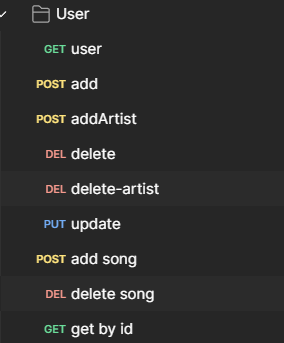 User
GET user
POST add
POST addArtist
DEL delete
DEL delete-artist
PUT update
POST add song
DEL delete song
GET get by id